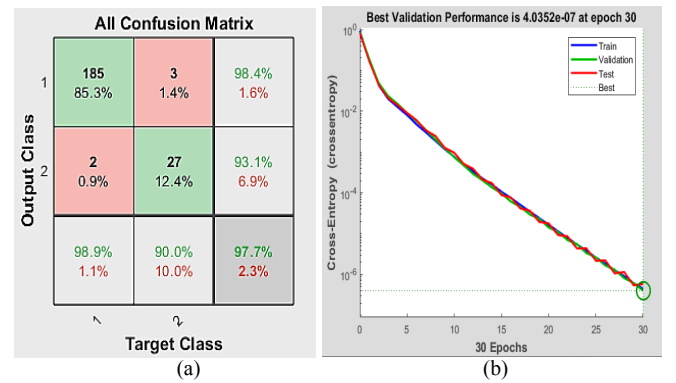 All Confusion Matrix
Output Class
1
185
85.3%
3
1.4%
98.4%
1.6%
2
2
0.9%
27
12.4%
93.1%
6.9%
98.9%
1.1%
90.0%
10.0%
97.7%
2.3%
1
2
Target Class
(a)
Best Validation Performance is 4.0352e-07 at epoch 30
Cross-Entropy (crossentropy)
10^0
10^-2
10^-4
10^-6
Train
Validation
Test
Best
0 5 10 15 20 25 30
30 Epochs
(b)